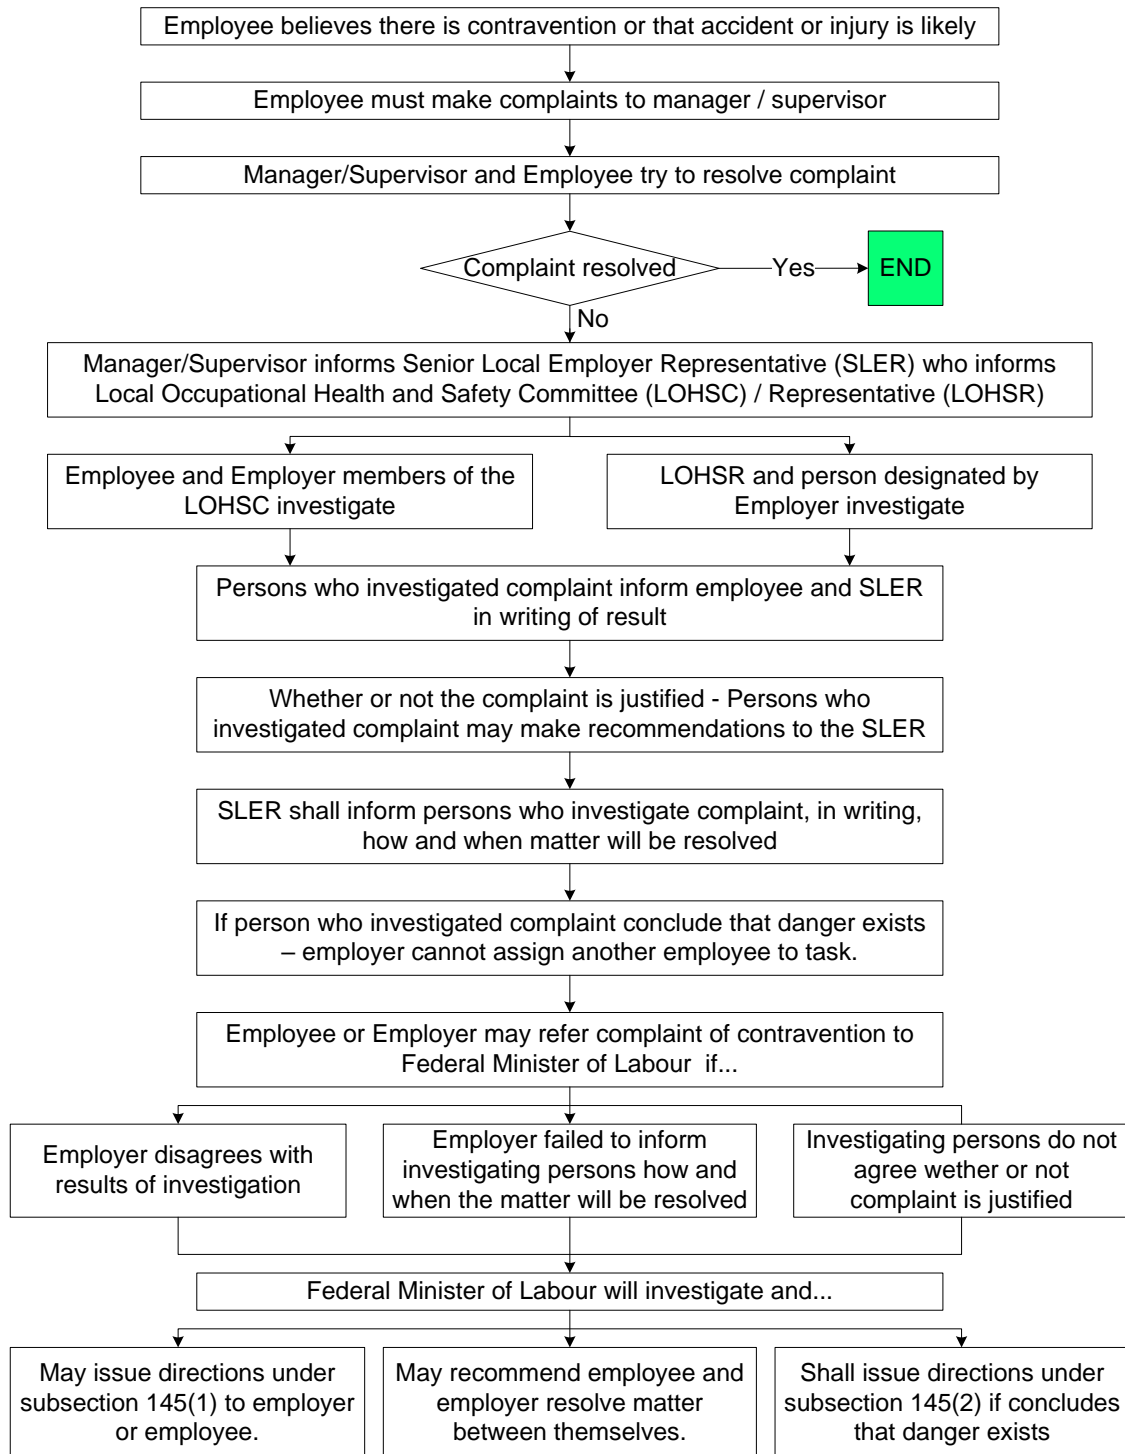 Employee believes there is contravention or that accident or injury is likely
Employee must make complaints to manager / supervisor
Manager/Supervisor and Employee try to resolve complaint
Complaint resolved
Yes
END
No
Manager/Supervisor informs Senior Local Employer Representative (SLER) who informs
Local Occupational Health and Safety Committee (LOHSC) / Representative (LOHSR)
Employee and Employer members of the
LOHSC investigate
LOHSR and person designated by
Employer investigate
Persons who investigated complaint inform employee and SLER
in writing of result
Whether or not the complaint is justified - Persons who
investigated complaint may make recommendations to the SLER
SLER shall inform persons who investigate complaint, in writing,
how and when matter will be resolved
If person who investigated complaint conclude that danger exists
– employer cannot assign another employee to task.
Employee or Employer may refer complaint of contravention to
Federal Minister of Labour if...
Employer disagrees with
results of investigation
Employer failed to inform
investigating persons how and
when the matter will be resolved
Investigating persons do not
agree wether or not
complaint is justified
Federal Minister of Labour will investigate and...
May issue directions under
subsection 145(1) to employer
or employee.
May recommend employee and
employer resolve matter
between themselves.
Shall issue directions under
subsection 145(2) if concludes
that danger exists